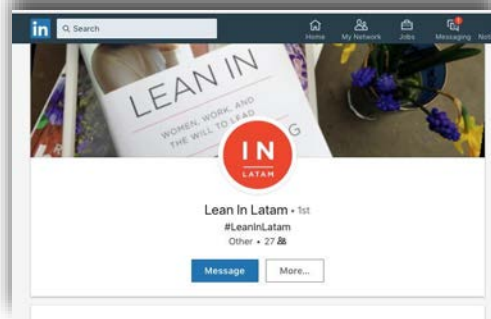 in
Search
Home
My Network
Jobs
Messaging
LEAN IN
WOMEN, WORK, AND
THE WILL TO LEAD
G
IN
LATAM
Lean In Latam • 1st
#LeanInLatam
Other • 27
Message
More...